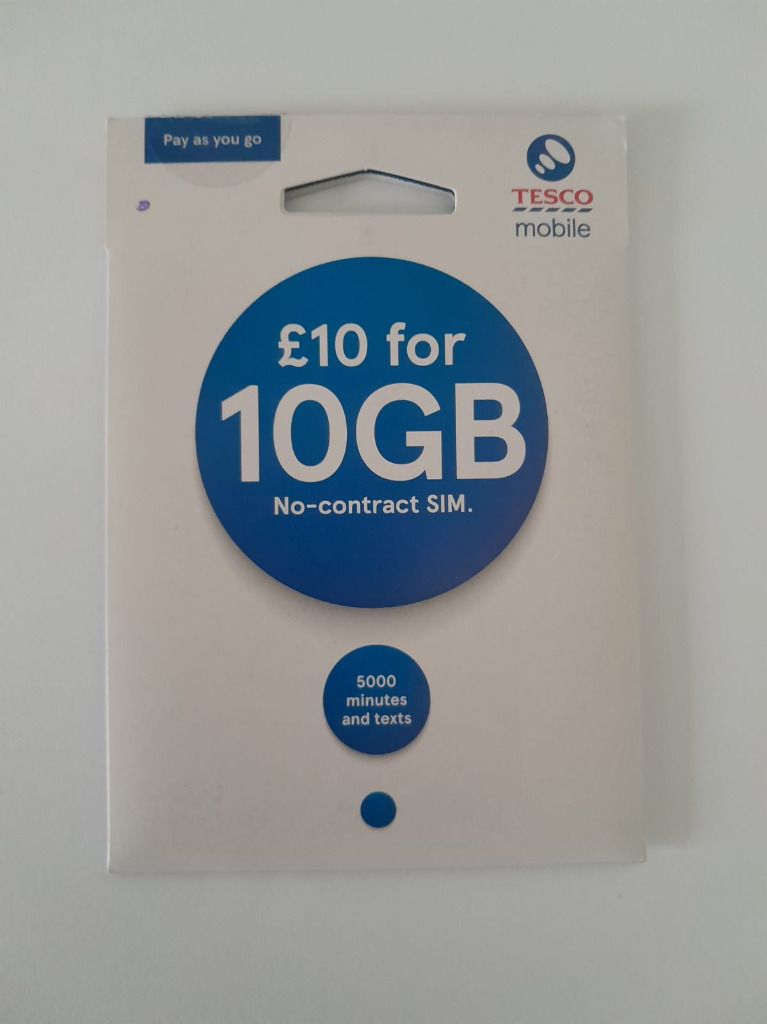 Pay as you go
TESCO
mobile
£10 for
10GB
No-contract SIM.
5000
minutes
and texts